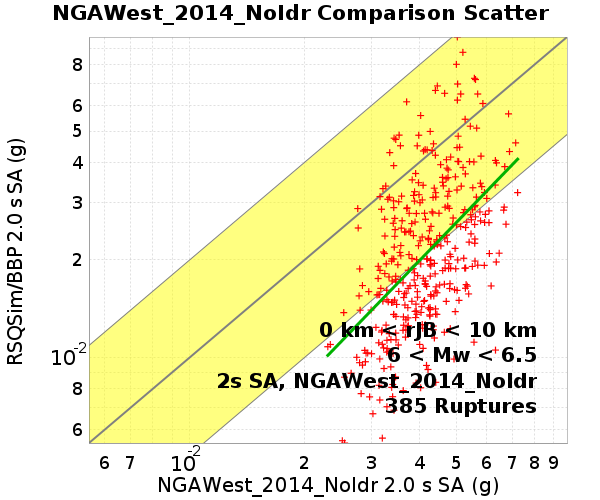 NGAWest_2014_NoIdr Comparison Scatter
RSQSim/BBP 2.0 s SA (g)
8
6
5
4
3
2
10-2
8
6
0 km < rJB < 10 km
6 < Mw < 6.5
2s SA, NGAWest_2014_NoIdr
385 Ruptures
6 7 10-2 2 3 4 5 6 7 8 9
NGAWest_2014_NoIdr 2.0 s SA (g)